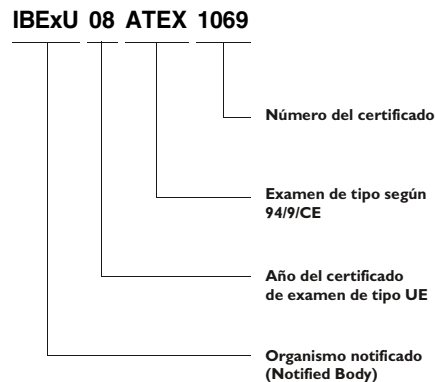 IBExU 08 ATEX 1069
Número del certificado
Examen de tipo según
94/9/CE
Año del certificado
de examen de tipo UE
Organismo notificado
(Notified Body)